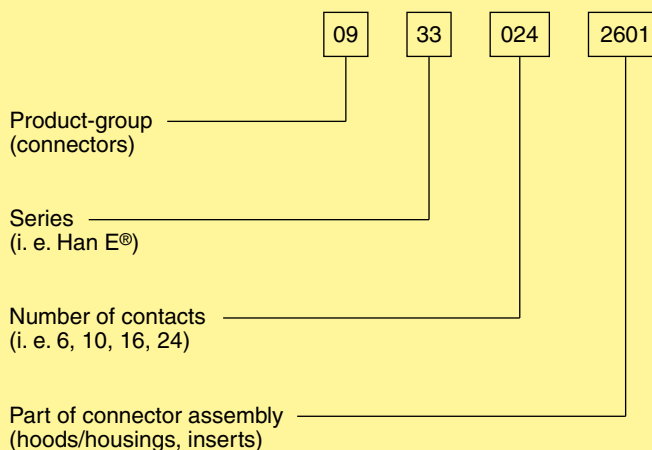 09 33 024 2601
Product-group
(connectors)
Series
(i. e. Han E®)
Number of contacts
(i. e. 6, 10, 16, 24)
Part of connector assembly
(hoods/housings, inserts)